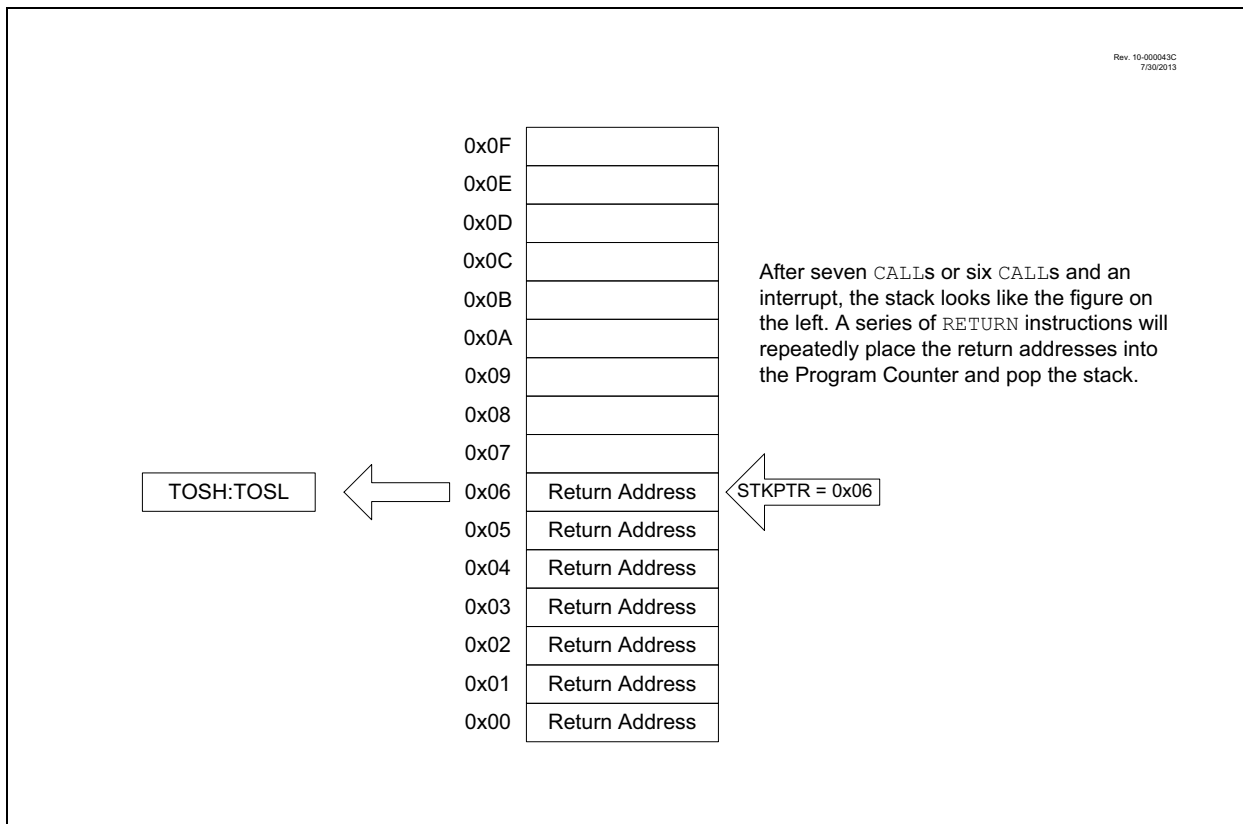 Rev. 10-000043C
7/30/2013
0x0F
0x0E
0x0D
0x0C
0x0B
0x0A
0x09
0x08
0x07
After seven CALLs or six CALLs and an
interrupt, the stack looks like the figure on
the left. A series of RETURN instructions will
repeatedly place the return addresses into
the Program Counter and pop the stack.
TOSH:TOSL
0x06 Return Address
STKPTR = 0x06
0x05 Return Address
0x04 Return Address
0x03 Return Address
0x02 Return Address
0x01 Return Address
0x00 Return Address